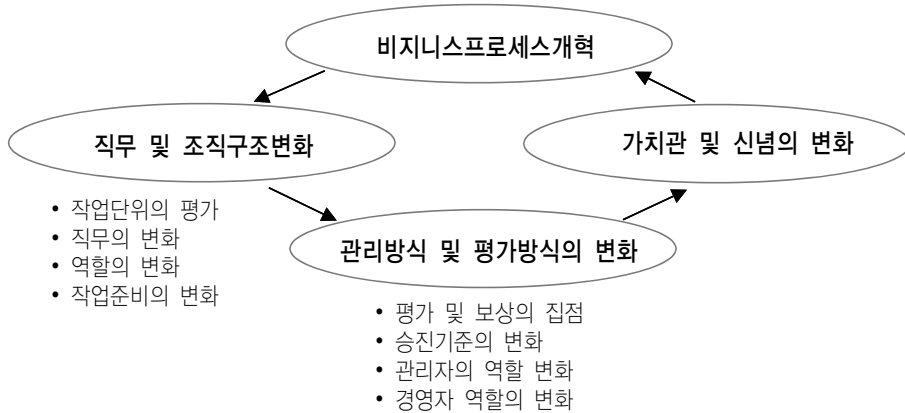 비지니스프로세스개혁
직무 및 조직구조변화
가치관 및 신념의 변화
• 작업단위의 평가
• 직무의 변화
• 역할의 변화
• 작업준비의 변화
관리방식 및 평가방식의 변화
• 평가 및 보상의 집점
• 승진기준의 변화
• 관리자의 역할 변화
• 경영자 역할의 변화